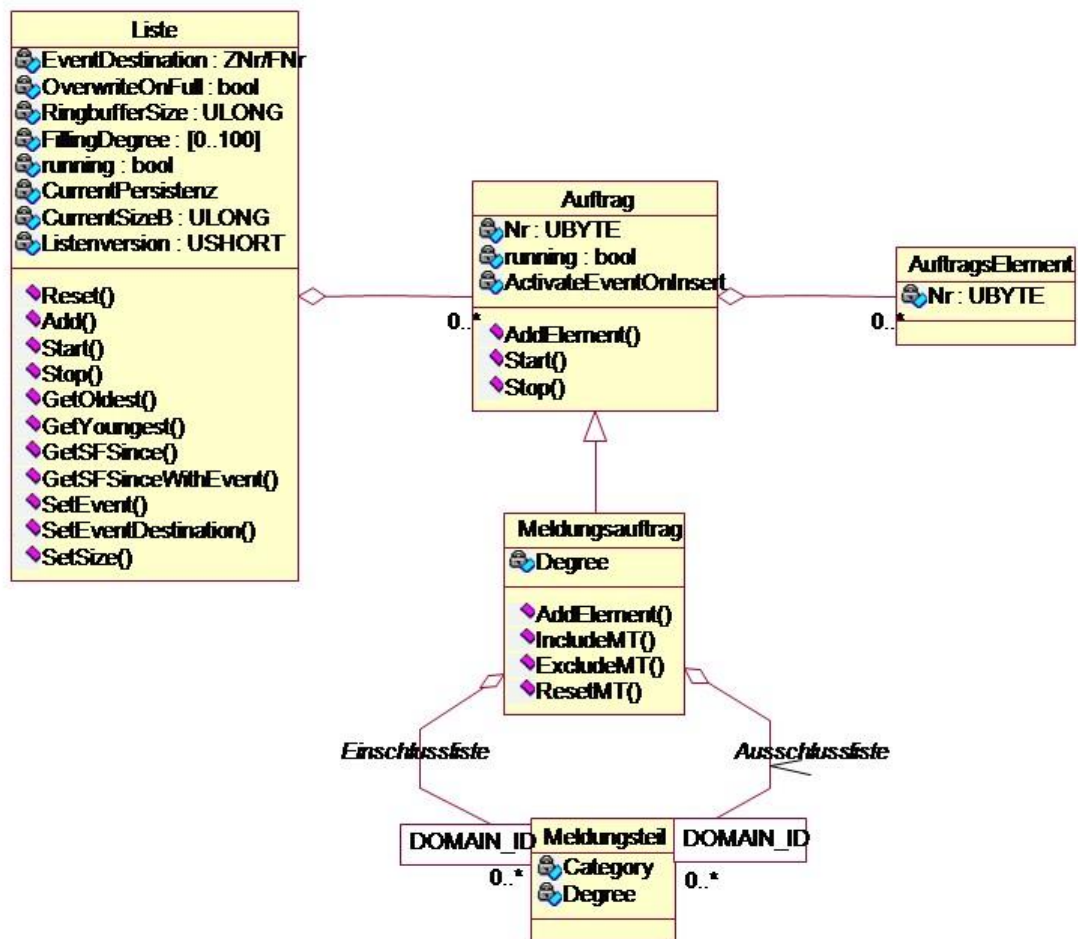 Liste
EventDestination : ZNr/FNr
OverwriteOnFull : bool
RingbufferSize : ULONG
FillingDegree : [0..100]
running : bool
CurrentPersistenz
CurrentSizeB : ULONG
Listenversion : USHORT
Reset()
Add()
Start()
Stop()
GetOldest()
GetYoungest()
GetSFSince()
GetSFSinceWithEvent()
SetEvent()
SetEventDestination()
SetSize()
0..*
Auftrag
Nr : UBYTE
running : bool
ActivateEventOnInsert
AddElement()
Start()
Stop()
0..*
AuftragsElement
Nr : UBYTE
Meldungsauftrag
Degree
AddElement()
IncludeMT()
ExcludeMT()
ResetMT()
Einschlussliste
Ausschlussliste
DOMAIN_ID
0..*
Meldungsteil
Category
Degree
DOMAIN_ID
0..*